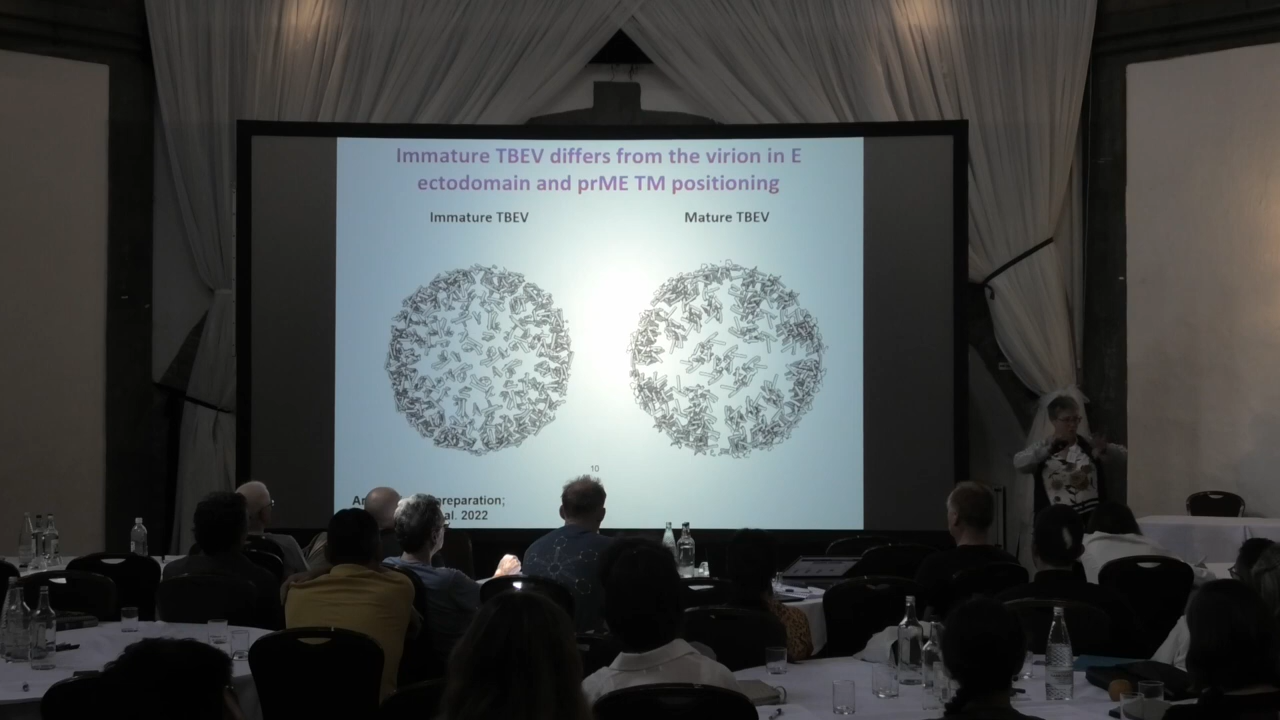 Immature TBEV differs from the virion in E
ectodomain and prME TM positioning
Immature TBEV
Mature TBEV
10
reparation;
al. 2022